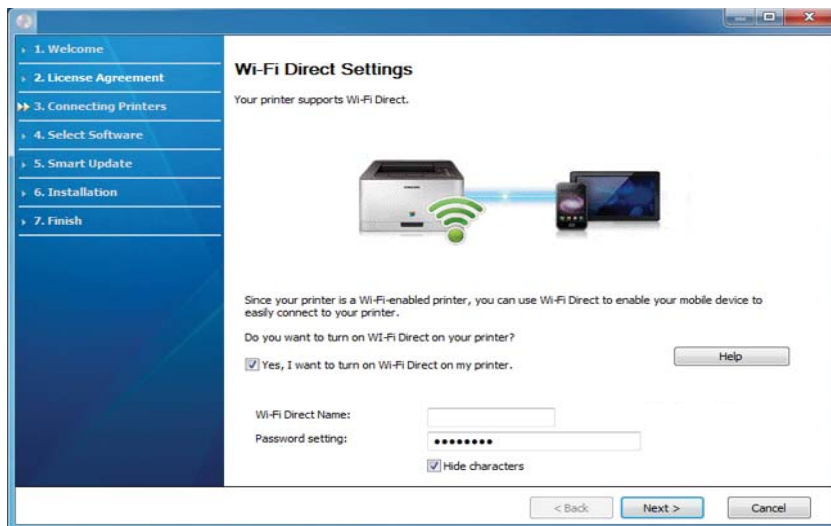 1. Welcome
2. License Agreement
3. Connecting Printers
4. Select Software
5. Smart Update
6. Installation
7. Finish
Wi-Fi Direct Settings
Your printer supports Wi-Fi Direct.
Since your printer is a Wi-Fi-enabled printer, you can use Wi-Fi Direct to enable your mobile device to
easily connect to your printer.
Do you want to turn on WI-Fi Direct on your printer?
Yes, I want to turn on Wi-Fi Direct on my printer.
Help
Wi-Fi Direct Name:
Password setting:
●●●●●●●●
Hide characters
< Back
Next >
Cancel